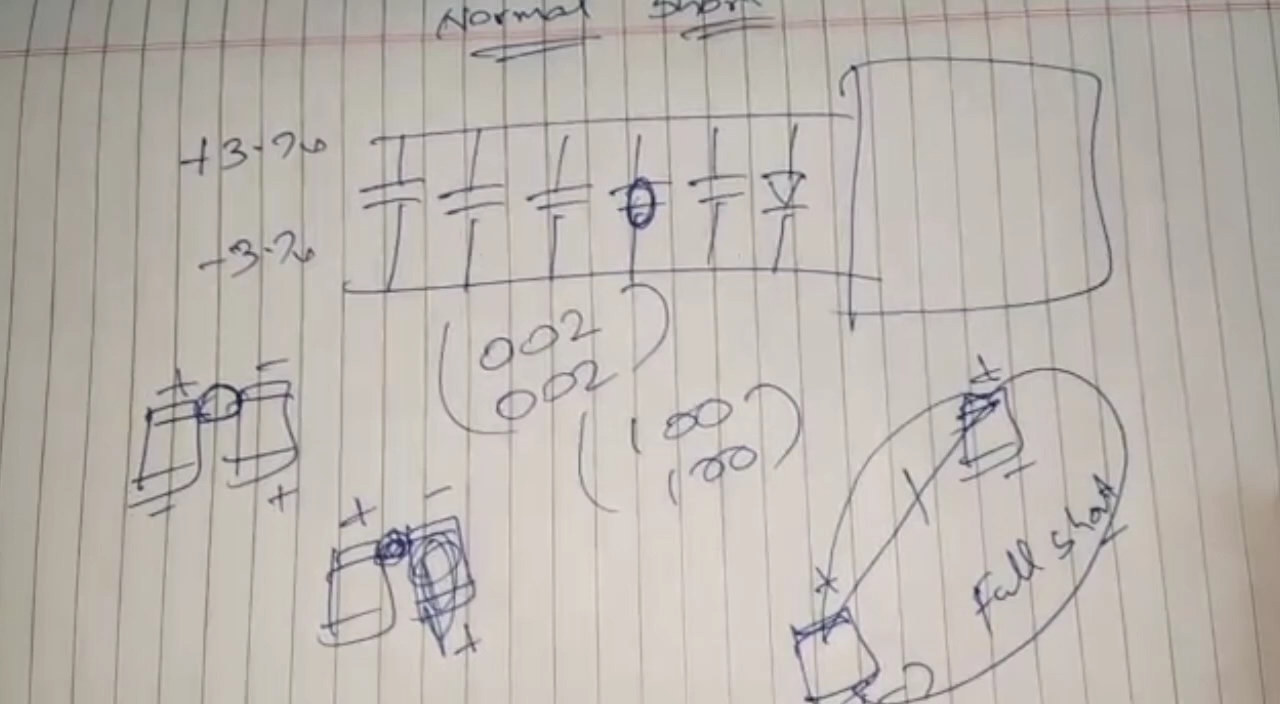 Normal Short
+3.7v
-3.7v
(002
002)
(100
100)
+ -
- +
+ -
+
+
-
+
Full Short